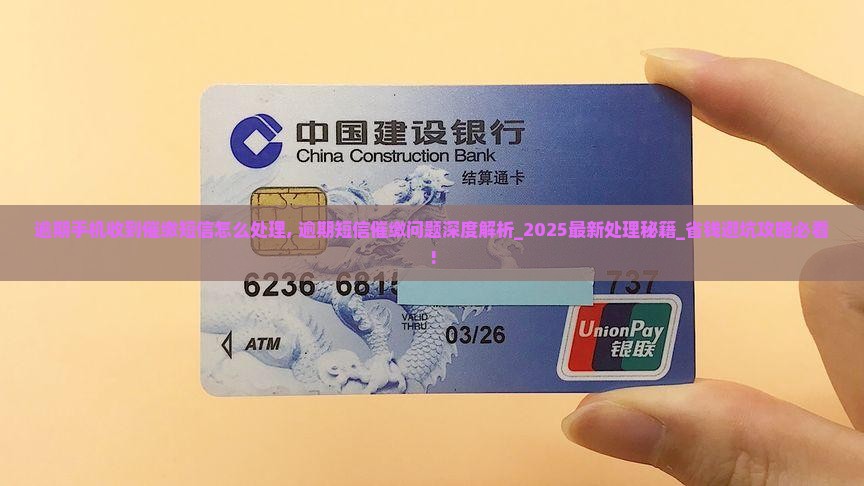 中国建设银行
China Construction Bank
结算通卡
逾期手机收到催缴短信怎么处理, 逾期短信催缴问题深度解析_2025最新处理秘籍_省钱避坑攻略必看
!
6236 681 737
VALID
THRU
03/26
ATM
UnionPay
银联